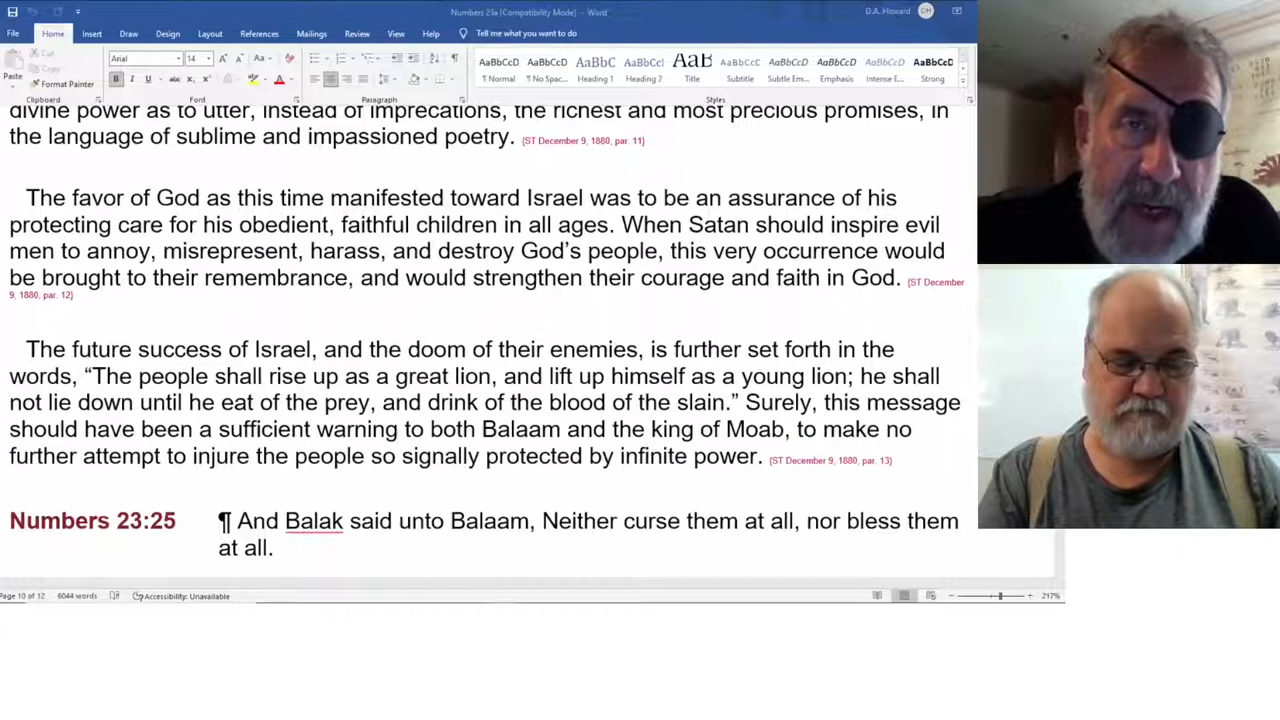 Numbers 23a [Compatibility Mode] - Word
D.A. Howard DH
File Home Insert Draw Design Layout References Mailings Review View Help Tell me what you want to do
Cut
Copy
Paste
Format Painter
Arial 14
Clipboard Font Paragraph Styles
AaBbCcD AaBbCcD AaBbC AaBbCcl AaB AaBbCcD AaBbCcD AaBbCcD AaBbCcD AaBbCcD
¶ Normal ¶ No Spac... Heading 1 Heading 2 Title Subtitle Subtle Em... Emphasis Intense E... Strong
divine power as to utter, instead of imprecations, the richest and most precious promises, in
the language of sublime and impassioned poetry. {ST December 9, 1880, par. 11}
The favor of God as this time manifested toward Israel was to be an assurance of his
protecting care for his obedient, faithful children in all ages. When Satan should inspire evil
men to annoy, misrepresent, harass, and destroy God’s people, this very occurrence would
be brought to their remembrance, and would strengthen their courage and faith in God. {ST December
9, 1880, par. 12}
The future success of Israel, and the doom of their enemies, is further set forth in the
words, “The people shall rise up as a great lion, and lift up himself as a young lion; he shall
not lie down until he eat of the prey, and drink of the blood of the slain.” Surely, this message
should have been a sufficient warning to both Balaam and the king of Moab, to make no
further attempt to injure the people so signally protected by infinite power. {ST December 9, 1880, par. 13}
Numbers 23:25 ¶ And Balak said unto Balaam, Neither curse them at all, nor bless them
at all.
Page 10 of 12 6044 words Accessibility: Unavailable 217%